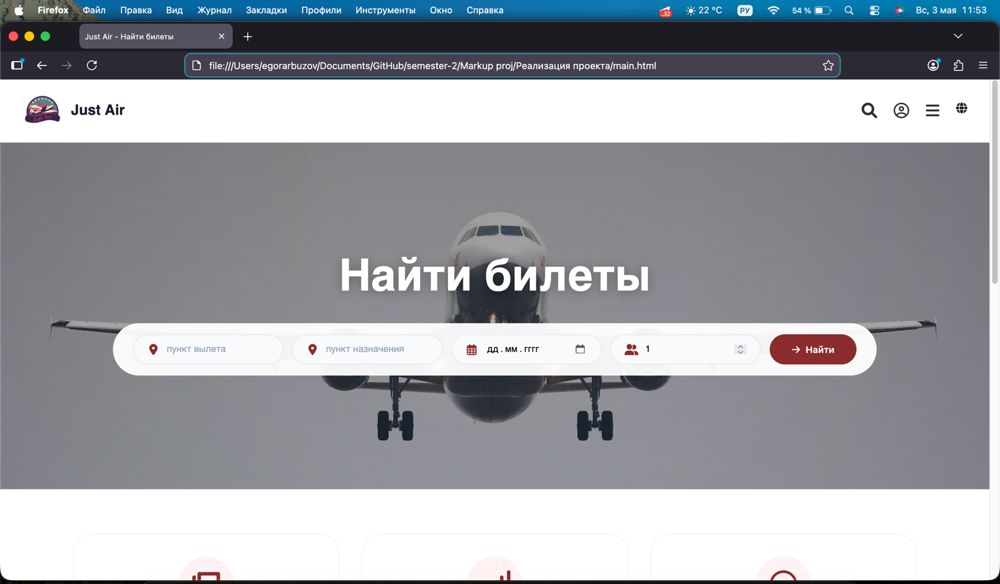 Firefox Файл Правка Вид Журнал Закладки Профили Инструменты Окно Справка 32 22 °C РУ 54 % Вс, 3 мая 11:53
Just Air - Найти билеты
file:///Users/egorarbuzov/Documents/GitHub/semester-2/Markup proj/Реализация проекта/main.html
Just Air Just Air
Найти билеты
пункт вылета пункт назначения дд . мм . гггг 1 Найти